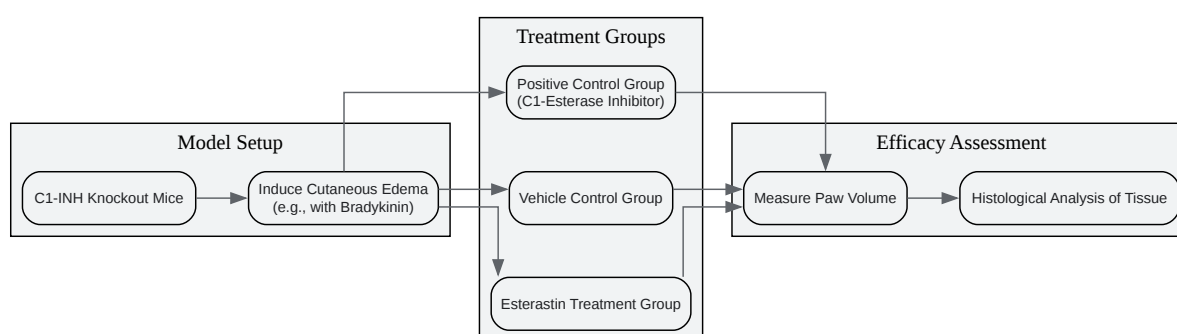 Model Setup
C1-INH Knockout Mice
Induce Cutaneous Edema
(e.g., with Bradykinin)
Treatment Groups
Positive Control Group
(C1-Esterase Inhibitor)
Vehicle Control Group
Esterastin Treatment Group
Efficacy Assessment
Measure Paw Volume
Histological Analysis of Tissue